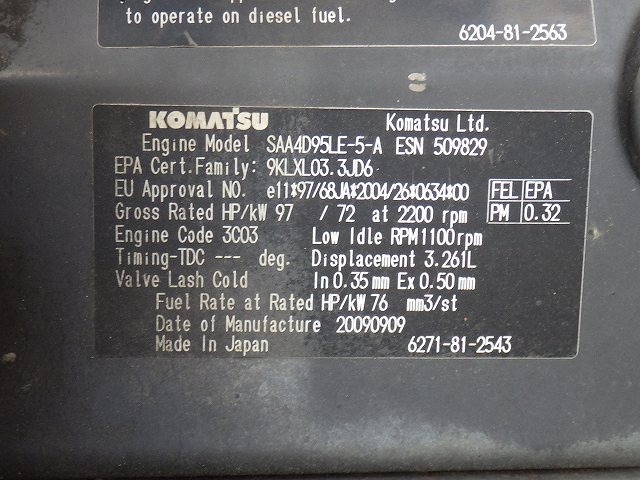 to operate on diesel fuel.
6204-81-2563
KOMATSU Komatsu Ltd.
Engine Model SAA4D95LE-5-A ESN 509829
EPA Cert.Family: 9KLXL03.3JD6
EU Approval NO. e11*97/68JA*2004/26*0634*00 FEL EPA
Gross Rated HP/kW 97 / 72 at 2200 rpm PM 0.32
Engine Code 3C03 Low Idle RPM1100rpm
Timing-TDC --- deg. Displacement 3.261L
Valve Lash Cold In 0.35 mm Ex 0.50 mm
Fuel Rate at Rated HP/kW 76 mm3/st
Date of Manufacture 20090909
Made In Japan 6271-81-2543